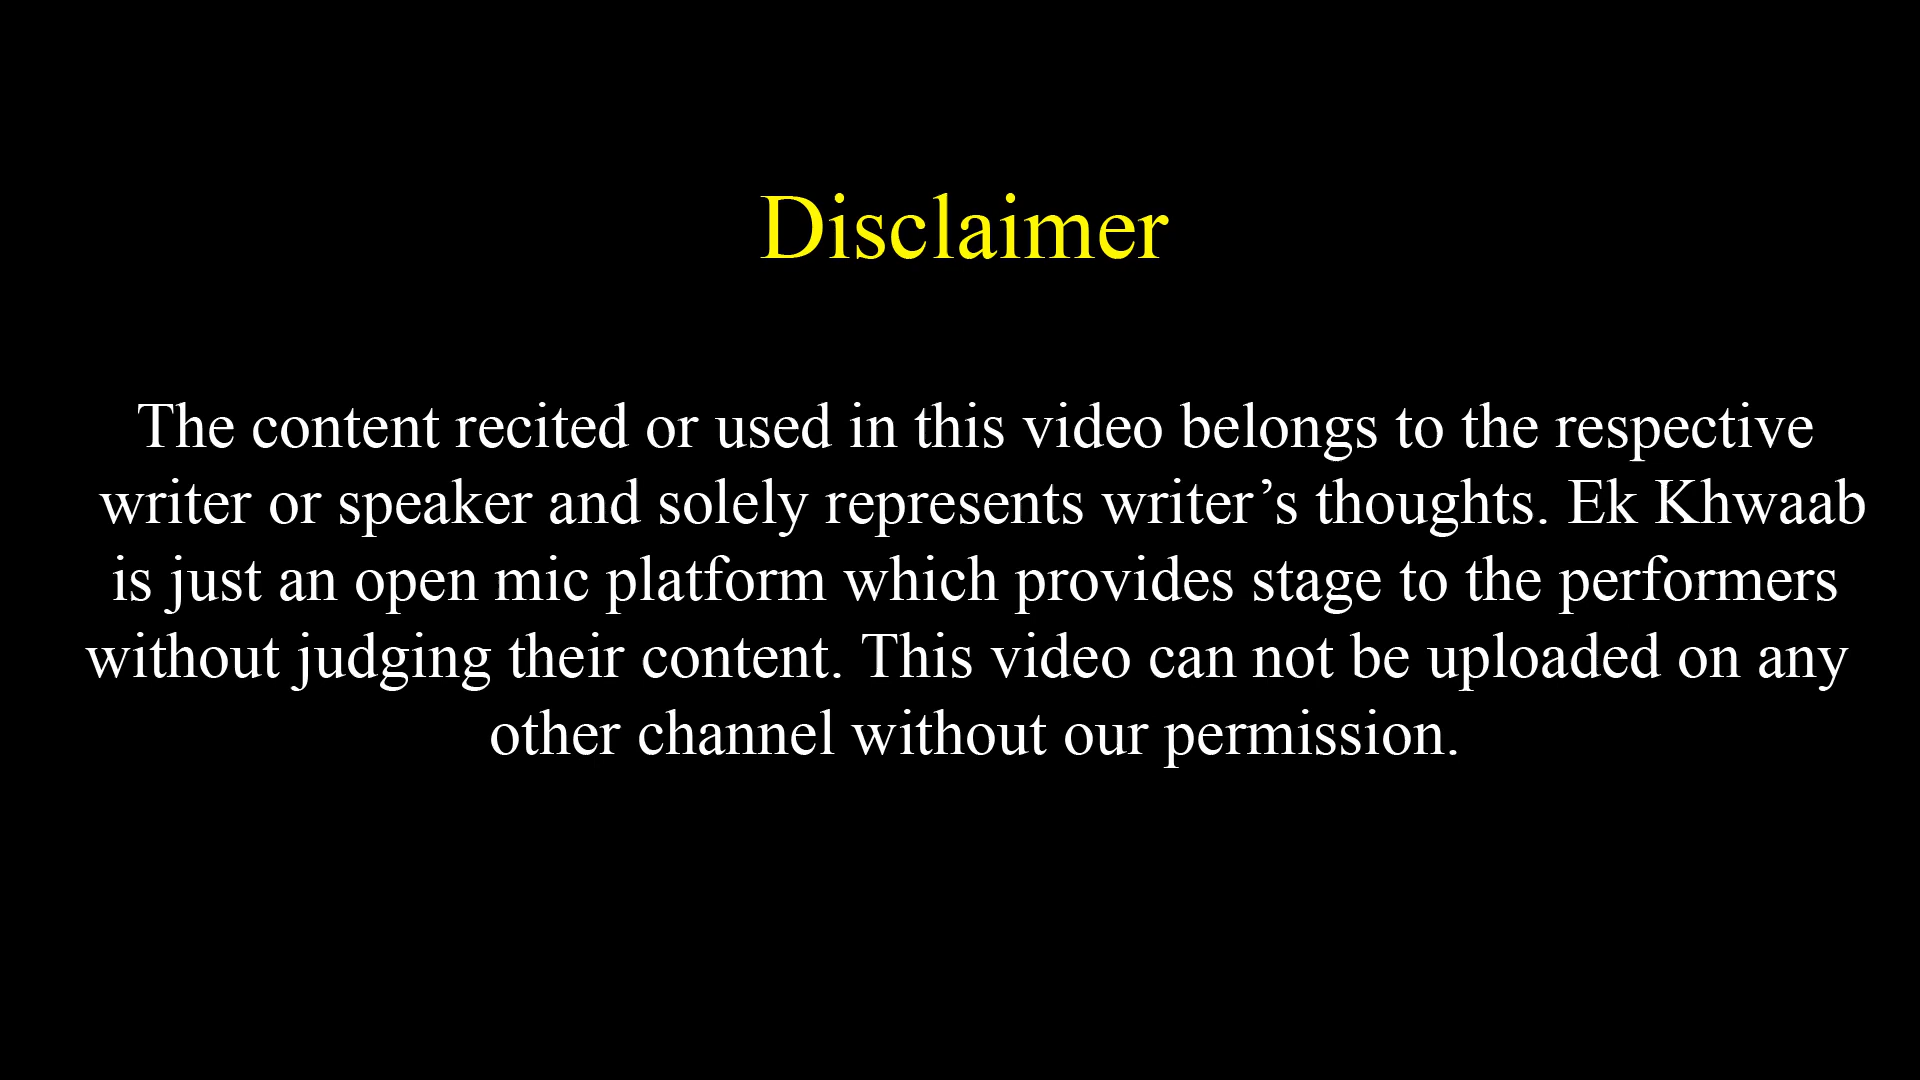 Disclaimer
The content recited or used in this video belongs to the respective
writer or speaker and solely represents writer’s thoughts. Ek Khwaab
is just an open mic platform which provides stage to the performers
without judging their content. This video can not be uploaded on any
other channel without our permission.